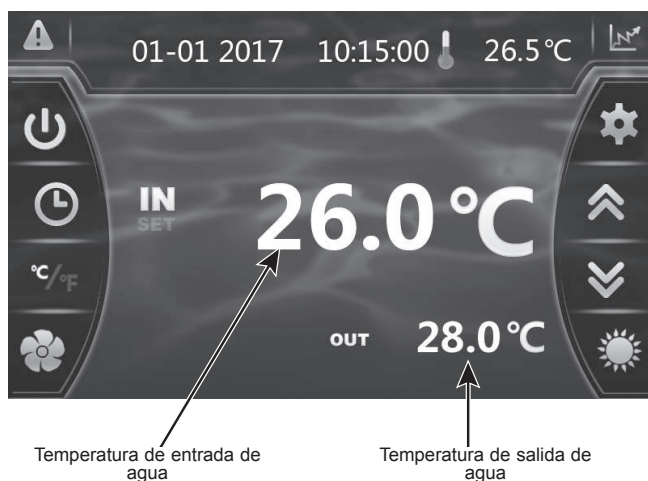 01-01 2017 10:15:00 26.5°C
IN 26.0°C
SET
°C/°F
OUT 28.0°C
Temperatura de entrada de
agua
Temperatura de salida de
agua